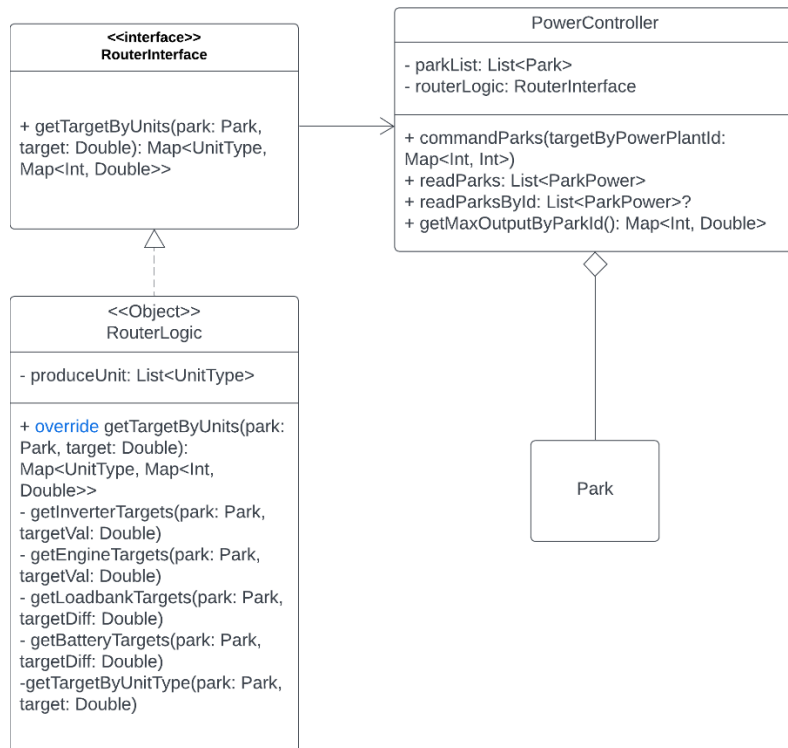 <<interface>>
RouterInterface
+ getTargetByUnits(park: Park,
target: Double): Map<UnitType,
Map<Int, Double>>
PowerController
- parkList: List<Park>
- routerLogic: RouterInterface
+ commandParks(targetByPowerPlantId:
Map<Int, Int>)
+ readParks: List<ParkPower>
+ readParksById: List<ParkPower>?
+ getMaxOutputByParkId(): Map<Int, Double>
<<Object>>
RouterLogic
- produceUnit: List<UnitType>
+ override getTargetByUnits(park:
Park, target: Double):
Map<UnitType, Map<Int,
Double>>
- getInverterTargets(park: Park,
targetVal: Double)
- getEngineTargets(park: Park,
targetVal: Double)
- getLoadbankTargets(park: Park,
targetDiff: Double)
- getBatteryTargets(park: Park,
targetDiff: Double)
-getTargetByUnitType(park: Park,
target: Double)
Park